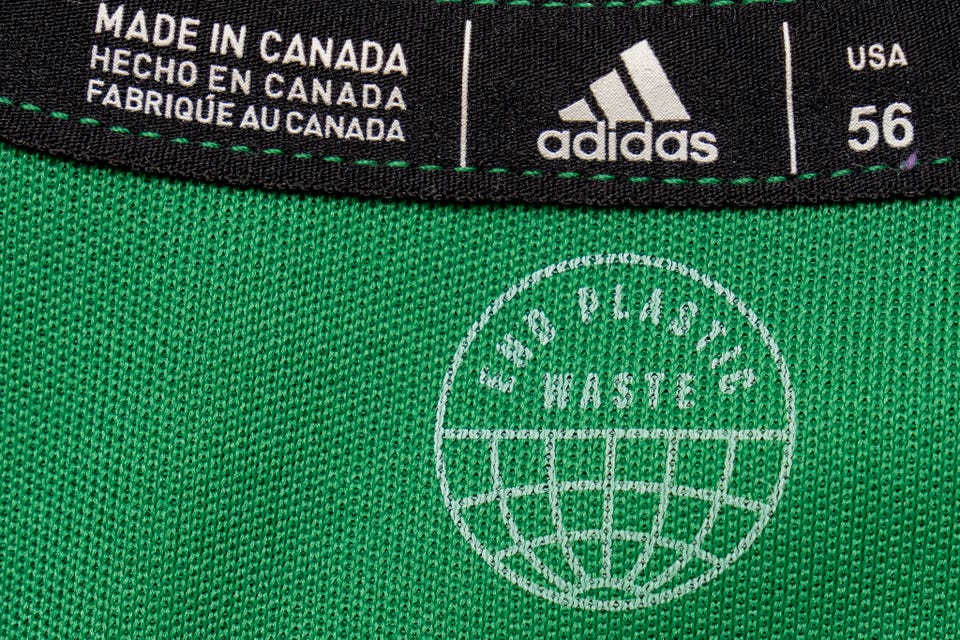 MADE IN CANADA
HECHO EN CANADA
FABRIQUÉ AU CANADA
adidas
USA
56
END PLASTIC
WASTE